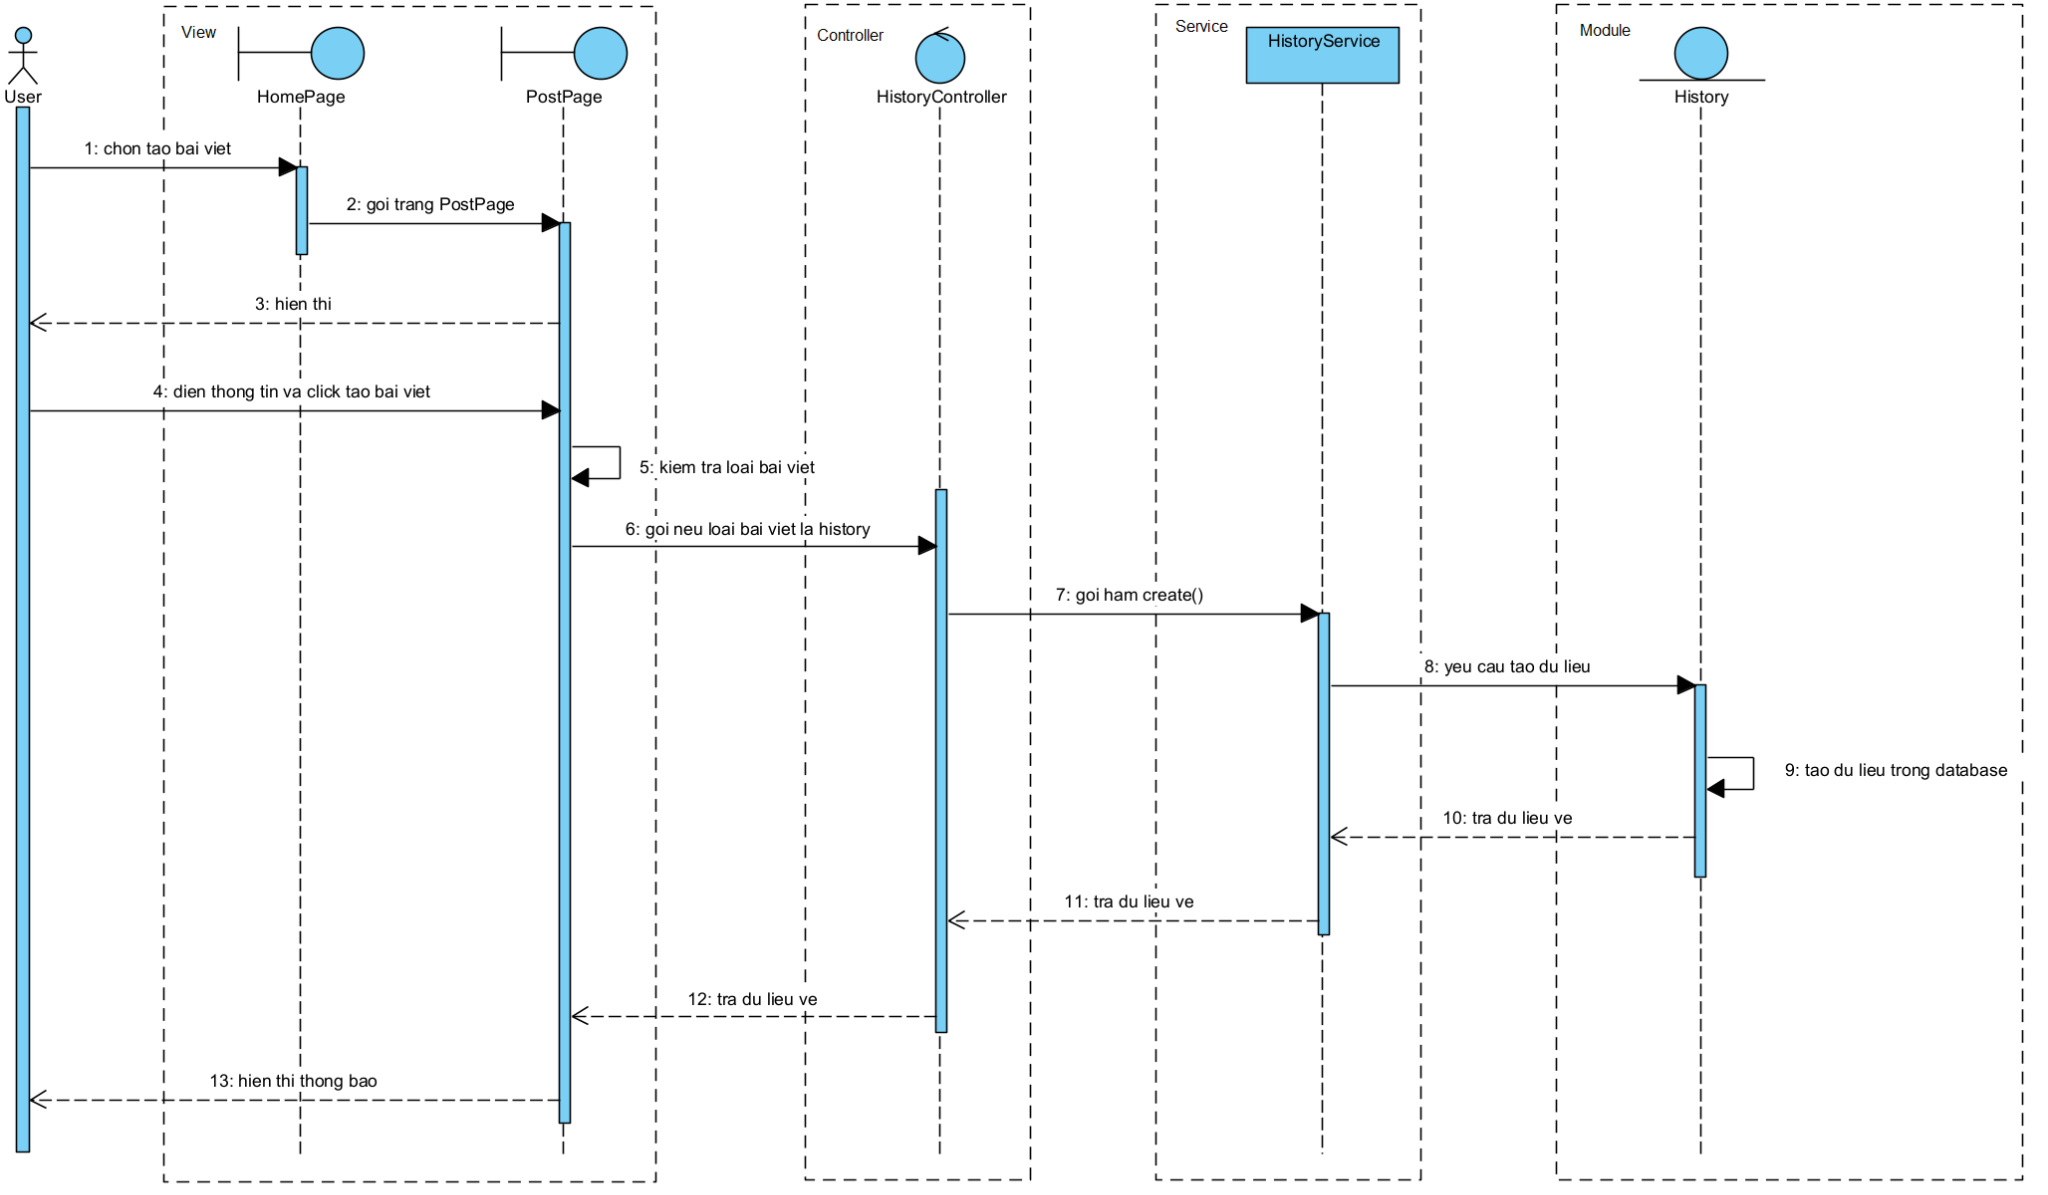 View
Controller
Service
Module
User
HomePage
PostPage
HistoryController
HistoryService
History
1: chon tao bai viet
2: goi trang PostPage
3: hien thi
4: dien thong tin va click tao bai viet
5: kiem tra loai bai viet
6: goi neu loai bai viet la history
7: goi ham create()
8: yeu cau tao du lieu
9: tao du lieu trong database
10: tra du lieu ve
11: tra du lieu ve
12: tra du lieu ve
13: hien thi thong bao